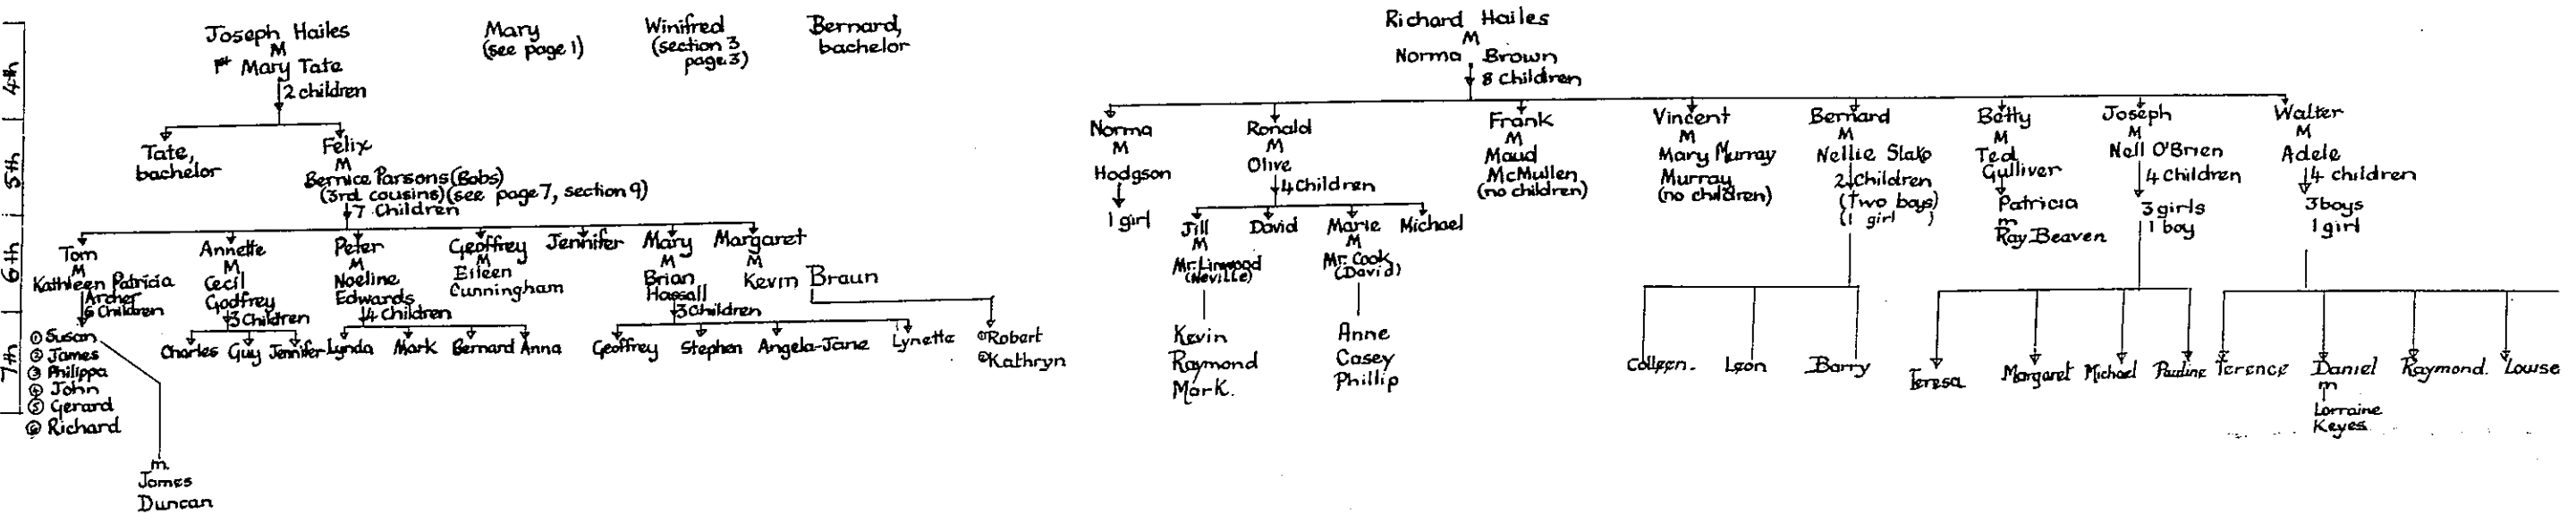 4th
5th
6th
7th
Joseph Hailes
M
1st Mary Tate
2 children
Mary
(see page 1)
Winifred
(section 3
page 3)
Bernard,
bachelor
Tate,
bachelor
Felix
M
Bernice Parsons (Bobs)
(3rd cousins) (see page 7, section 9)
7 Children
Tom
M
Kathleen Patricia
Archer
6 Children
Annette
M
Cecil
Godfrey
3 Children
Peter
M
Noeline
Edwards
4 Children
Geoffrey
M
Eileen
Cunningham
Jennifer
Mary
M
Brian
Hassall
3 Children
Margaret
M
Kevin Braun
① Susan
② James
③ Philippa
④ John
⑤ Gerard
⑥ Richard
m.
James
Duncan
Charles Guy Jennifer
Lynda Mark Bernard Anna
Geoffrey Stephen Angela-Jane Lynette
① Robert
② Kathryn
Richard Hailes
M
Norma Brown
8 Children
Norma
M
Hodgson
1 girl
Ronald
M
Olive
4 Children
Jill
M
Mr. Linwood
(Neville)
Kevin
Raymond
Mark.
David
Marie
M
Mr. Cook
(David)
Anne
Casey
Phillip
Michael
Frank
M
Maud
McMullen
(no children)
Vincent
M
Mary Murray
Murray
(no children)
Bernard
M
Nellie
2 Children
(two boys)
(1 girl )
Colleen. Leon Barry
Betty
M
Ted
Gulliver
Patricia
m
Ray Beaven
Joseph
M
Nell O'Brien
4 Children
3 girls
1 boy
Teresa Margaret Michael Pauline
Walter
M
Adele
4 children
3 boys
1 girl
Terence Daniel Raymond. Louise
m
Lorraine
Keyes